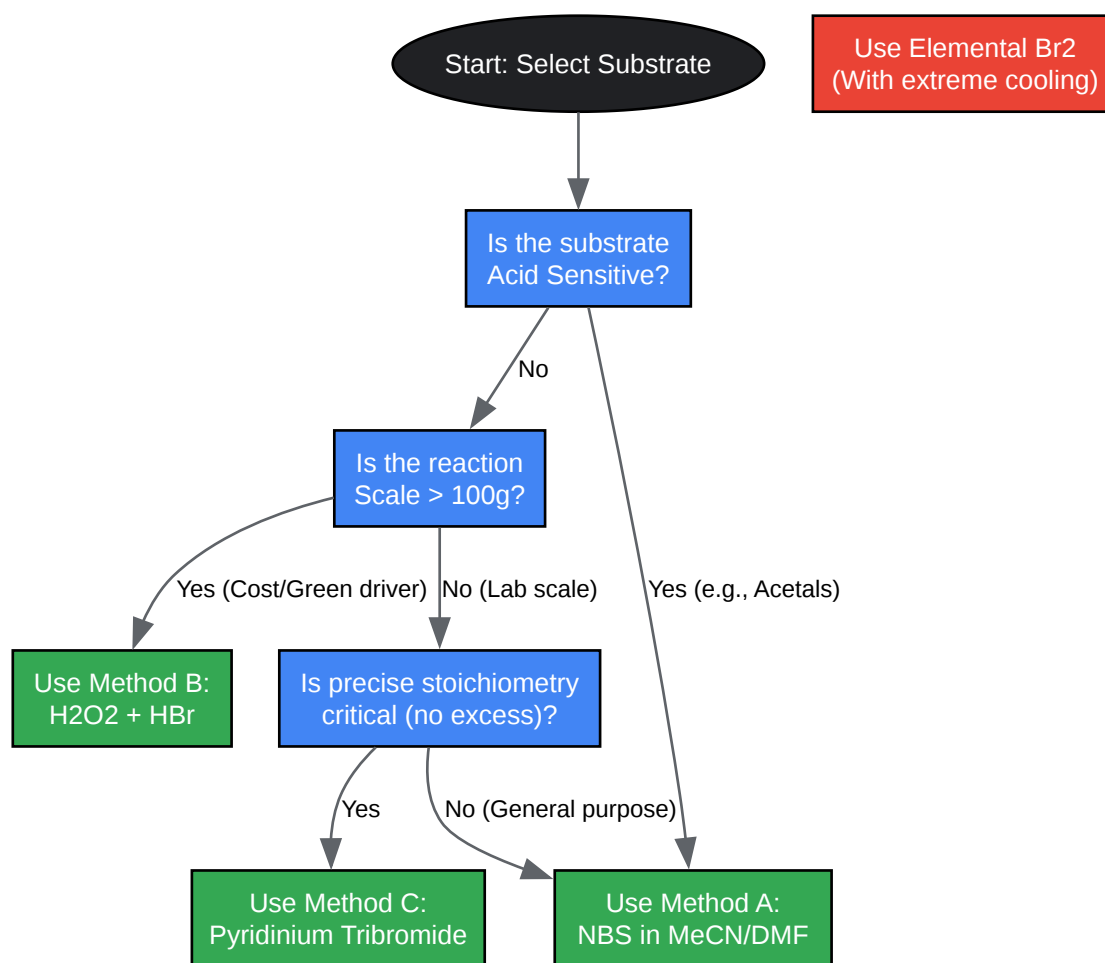 Start: Select Substrate
Use Elemental Br2
(With extreme cooling)
Is the substrate
Acid Sensitive?
No
Is the reaction
Scale > 100g?
Yes (Cost/Green driver)
No (Lab scale)
Yes (e.g., Acetals)
Use Method B:
H2O2 + HBr
Is precise stoichiometry
critical (no excess)?
Yes
No (General purpose)
Use Method C:
Pyridinium Tribromide
Use Method A:
NBS in MeCN/DMF